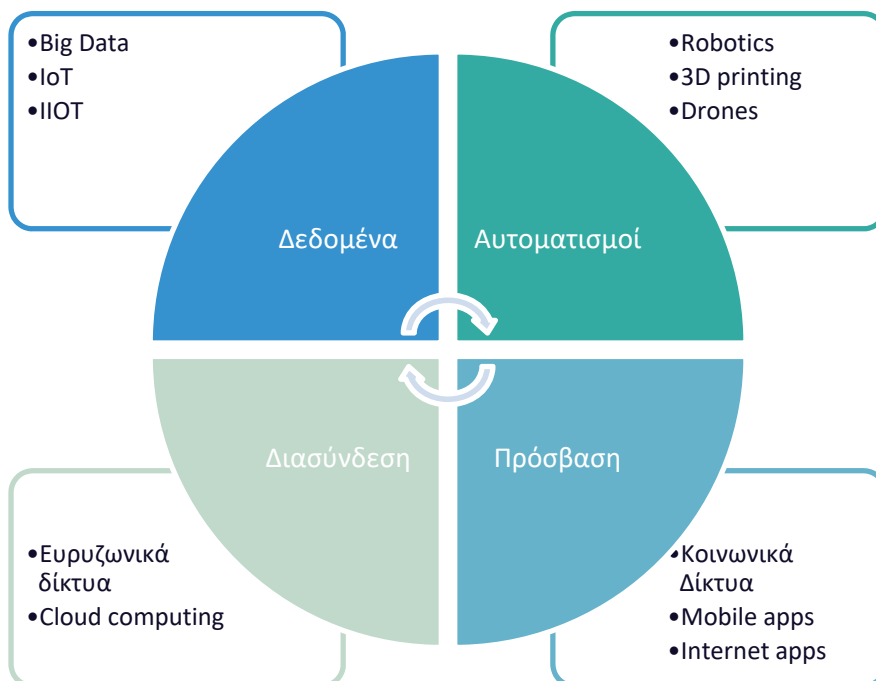 •Big Data
•IoT
•IIOT
•Robotics
•3D printing
•Drones
Δεδομένα
Αυτοματισμοί
Διασύνδεση
Πρόσβαση
•Ευρυζωνικά
δίκτυα
•Cloud computing
•Κοινωνικά
Δίκτυα
•Mobile apps
•Internet apps